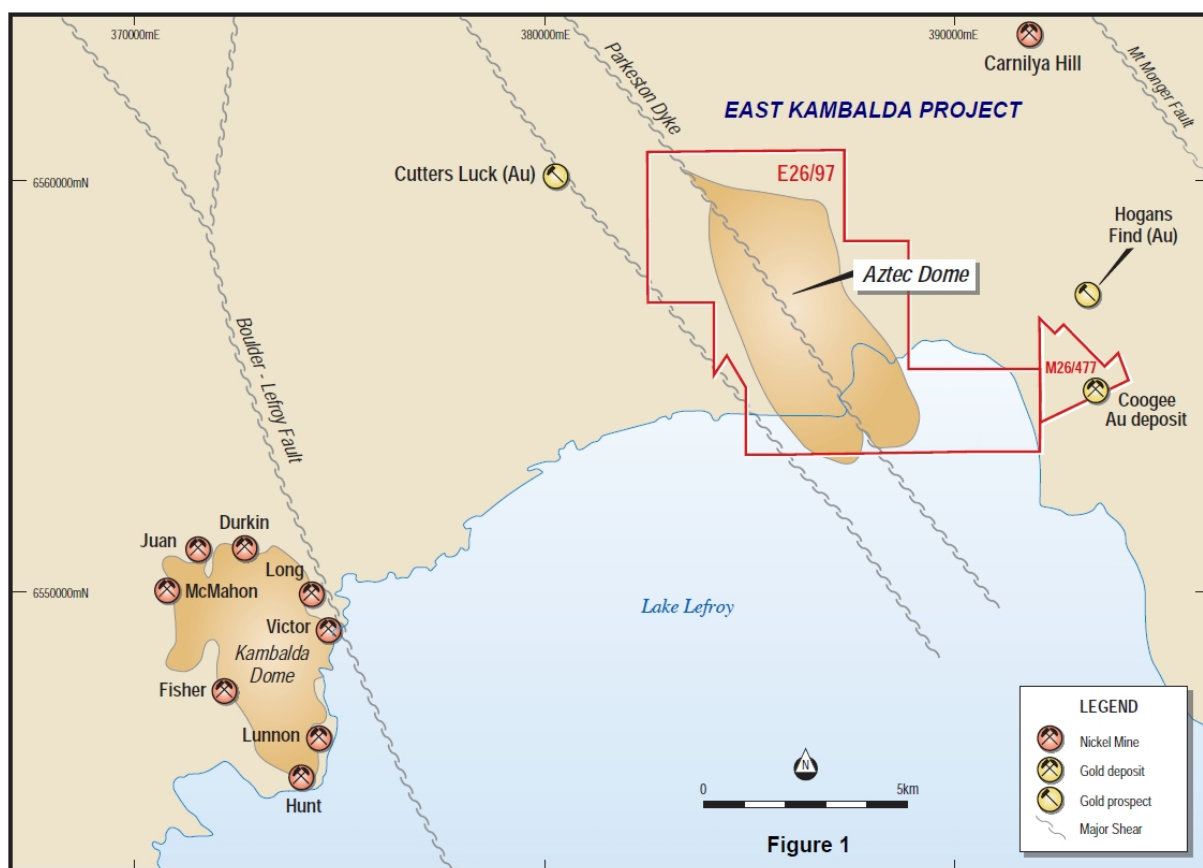 370000mE
380000mE
390000mE
Carnilya Hill
Mt Monger Fault
Parkeston Dyke
EAST KAMBALDA PROJECT
Cutters Luck (Au)
E26/97
6560000mN
Hogans
Find (Au)
Aztec Dome
Boulder - Lefroy Fault
M26/477
Coogee
Au deposit
Durkin
Juan
Long
McMahon
6550000mN
Lake Lefroy
Victor
Kambalda
Dome
Fisher
Lunnon
Hunt
N
0
5km
Figure 1
LEGEND
Nickel Mine
Gold deposit
Gold prospect
Major Shear